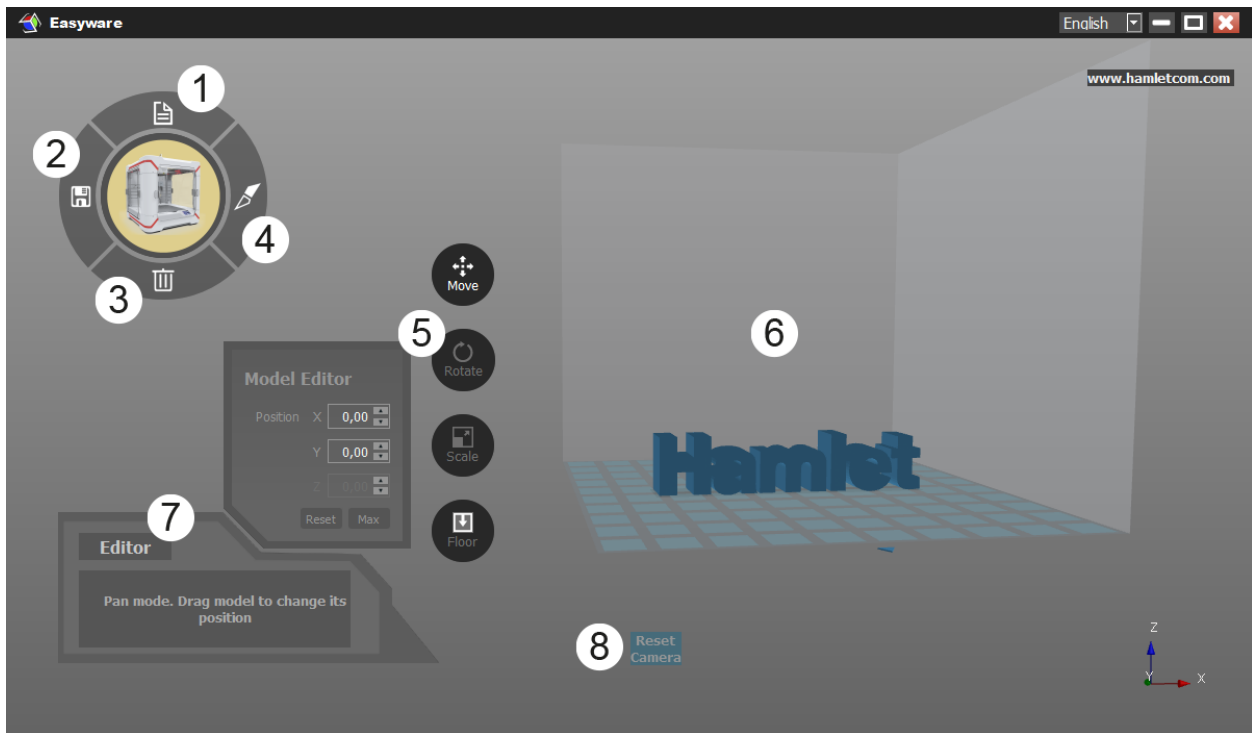 Easyware
English
www.hamletcom.com
1
2
3
4
5
6
7
8
Move
Rotate
Scale
Floor
Model Editor
Position X 0,00
Y 0,00
Z 0,00
Reset Max
Editor
Pan mode. Drag model to change its
position
Hamlet
Reset
Camera
Z
Y
X